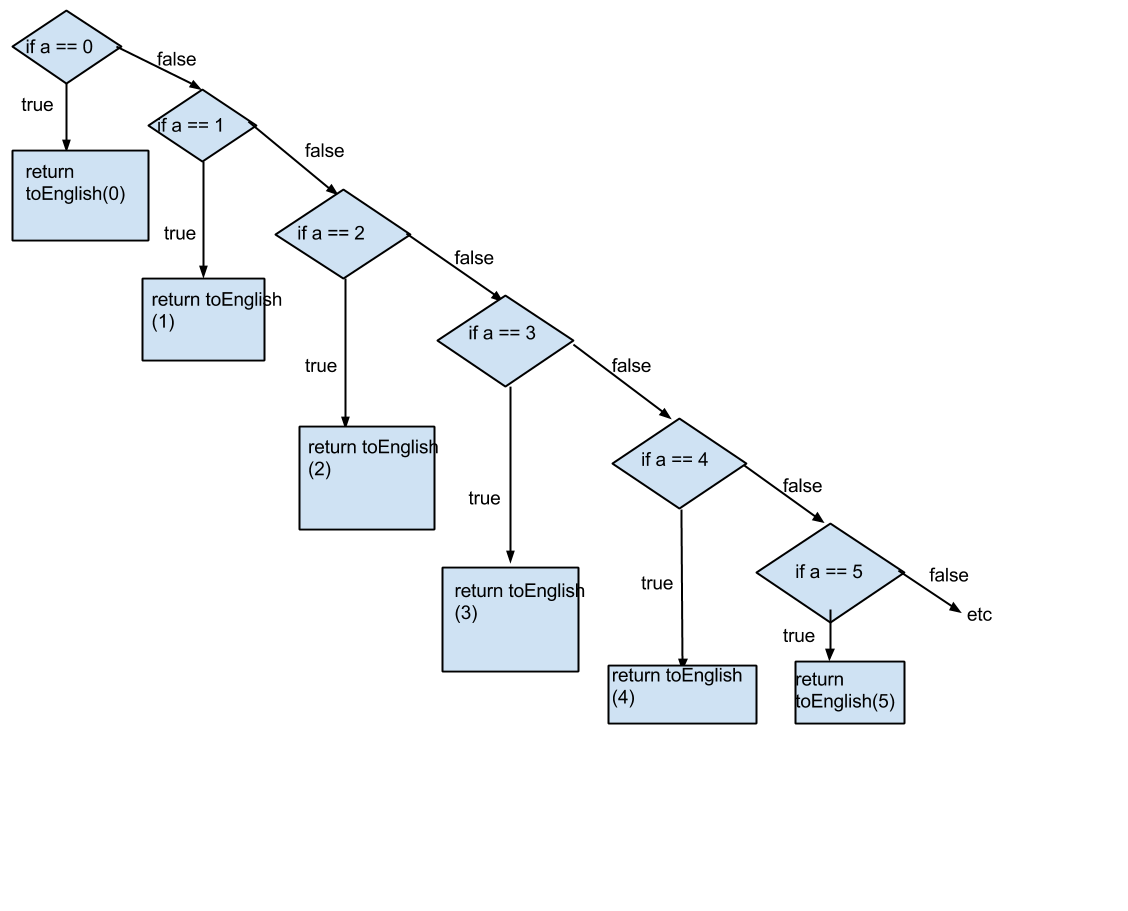 if a == 0
false
true
if a == 1
return
toEnglish(0)
false
true
if a == 2
return toEnglish
(1)
false
true
if a == 3
return toEnglish
(2)
false
true
if a == 4
return toEnglish
(3)
false
true
if a == 5
return toEnglish
(4)
false
etc
true
return
toEnglish(5)